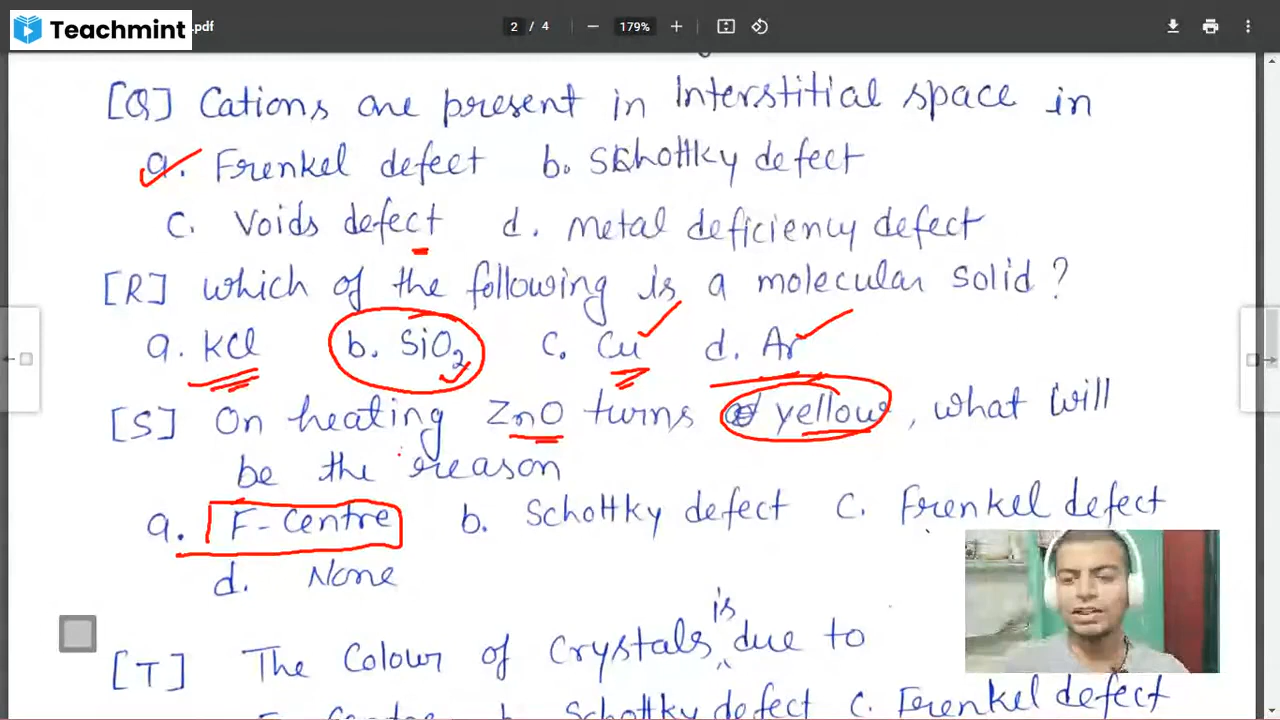 Teachmint
.pdf
2 / 4
179%
[Q] Cations are present in Interstitial space in
a. Frenkel defect b. Schottky defect
c. Voids defect d. metal deficiency defect
[R] which of the following is a molecular solid?
a. KCl b. SiO2 c. Cu d. Ar
[S] On heating ZnO turns yellow, what will
be the reason
a. F-Centre b. Schottky defect c. Frenkel defect
d. None
[T] The Colour of Crystals is due to
F-Centre b. Schottky defect c. Frenkel defect